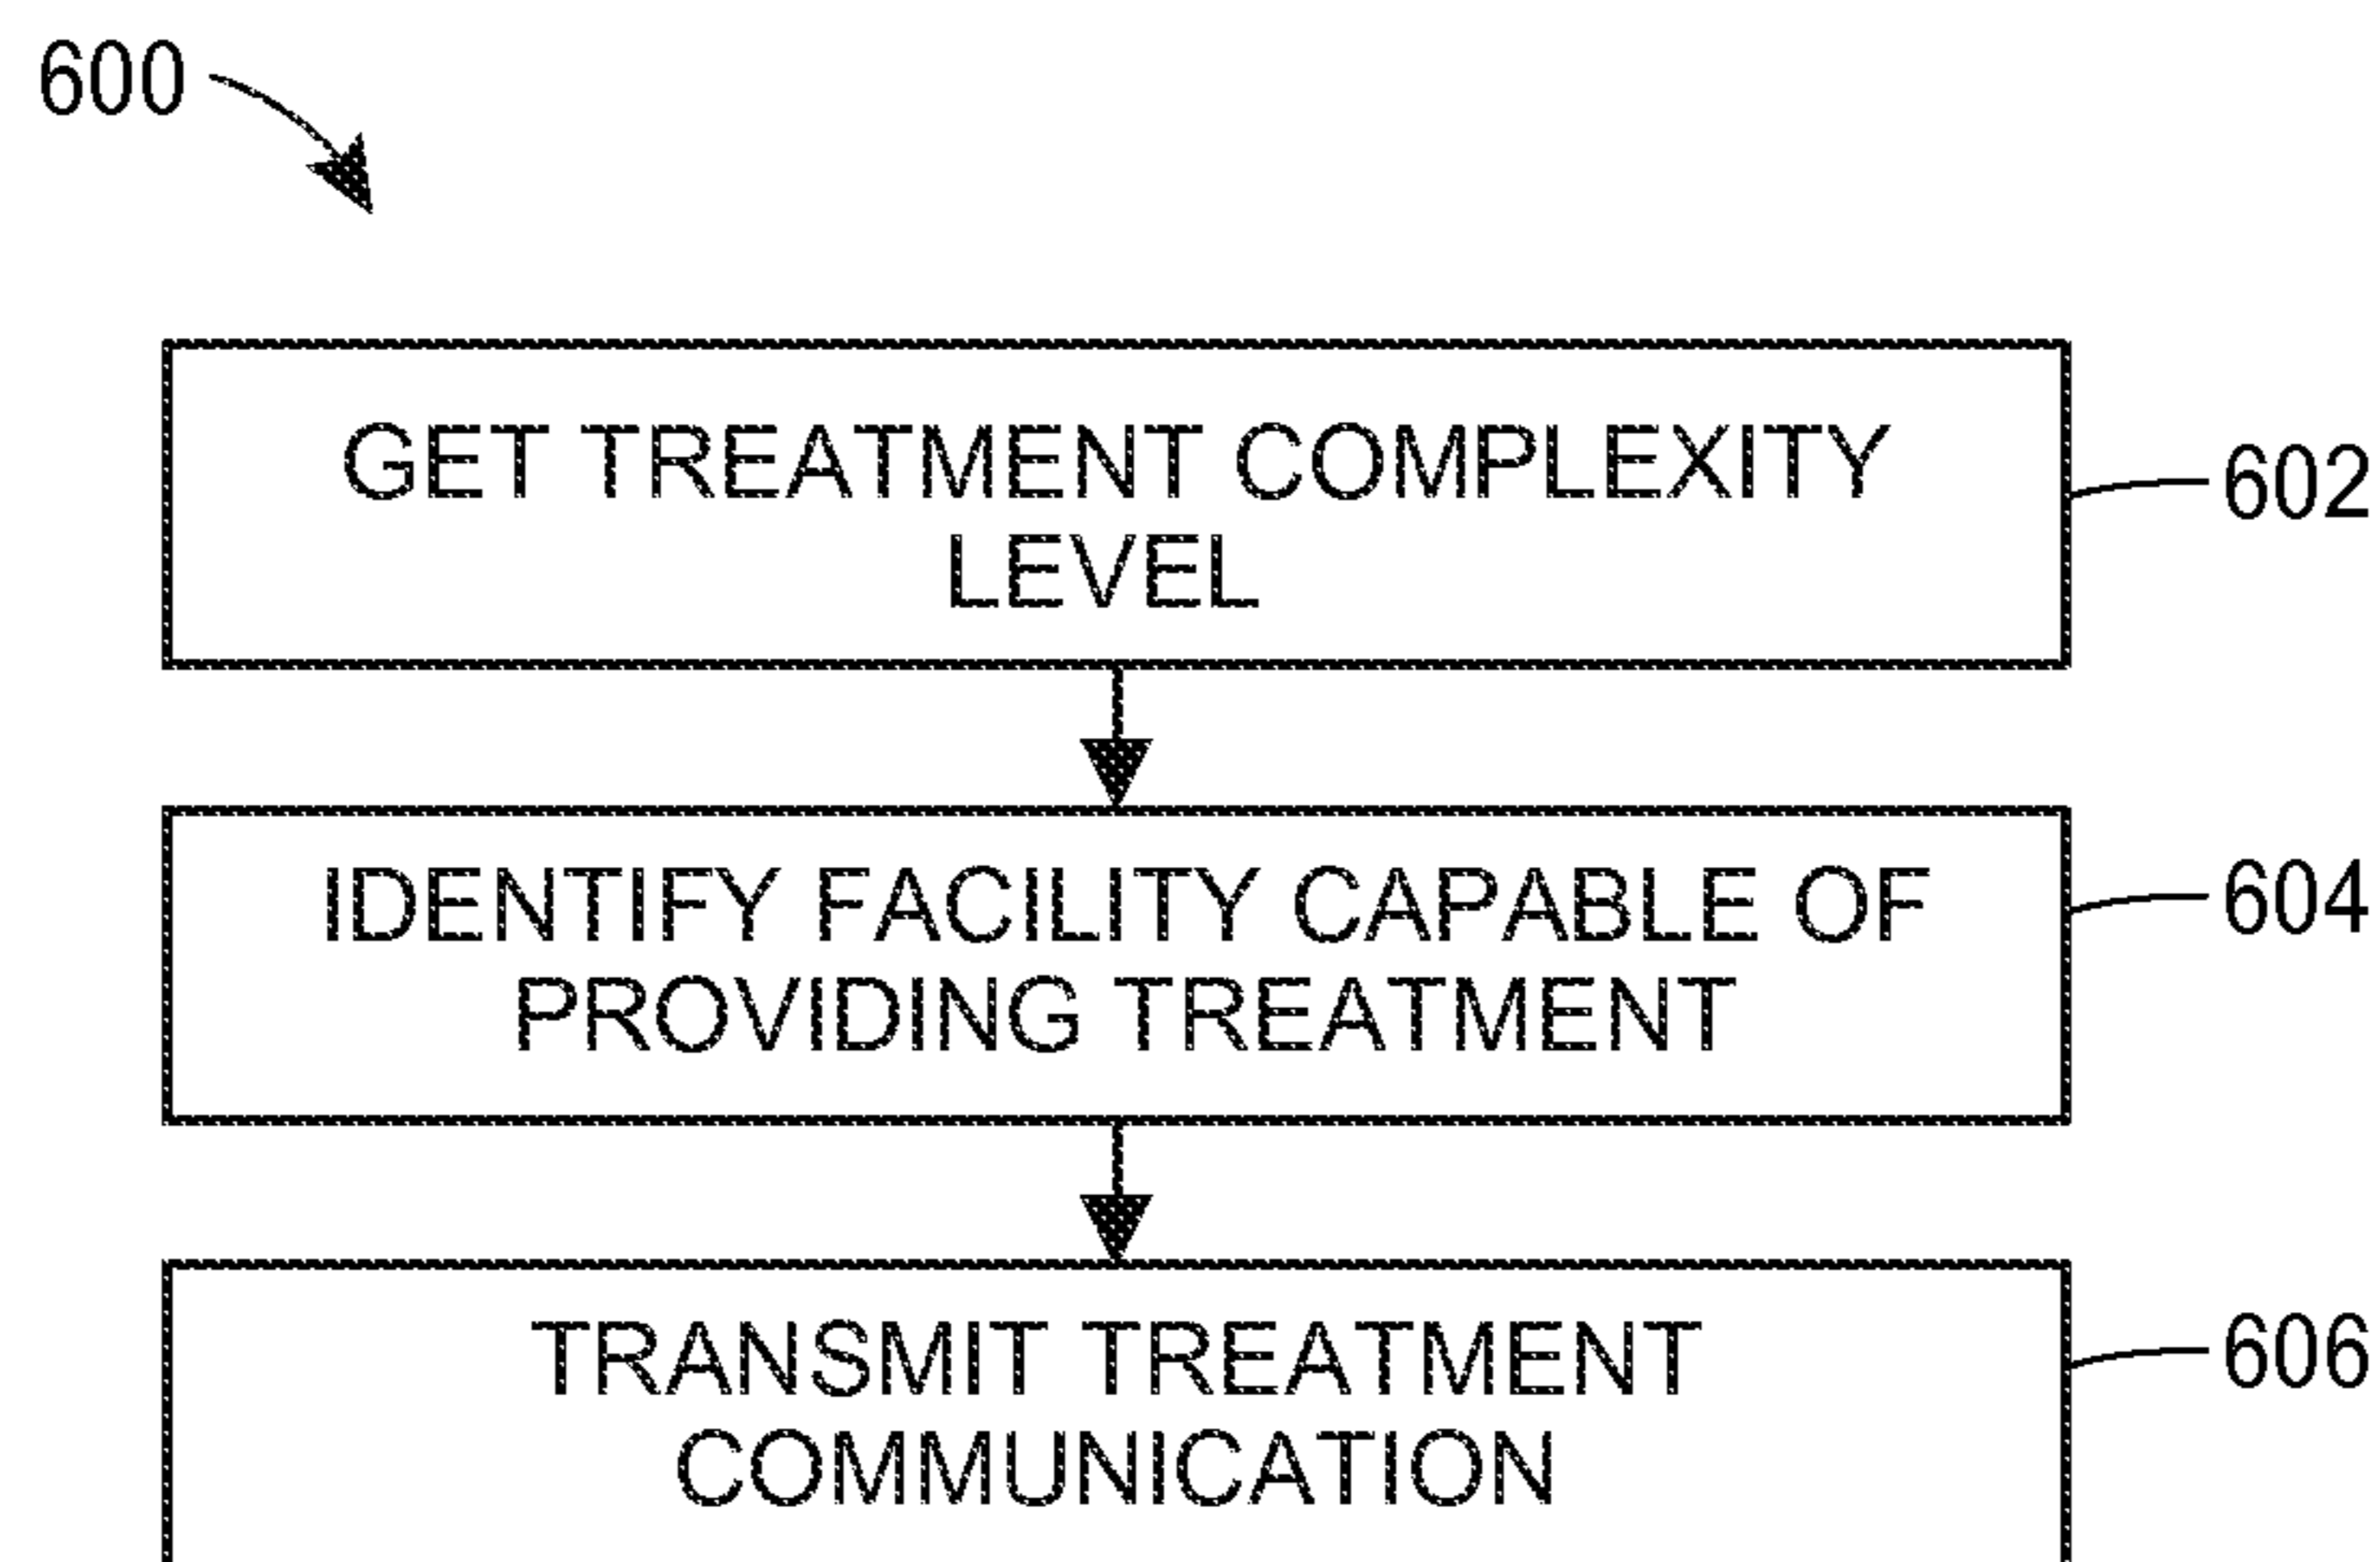 600
GET TREATMENT COMPLEXITY
LEVEL
602
IDENTIFY FACILITY CAPABLE OF
PROVIDING TREATMENT
604
TRANSMIT TREATMENT
COMMUNICATION
606